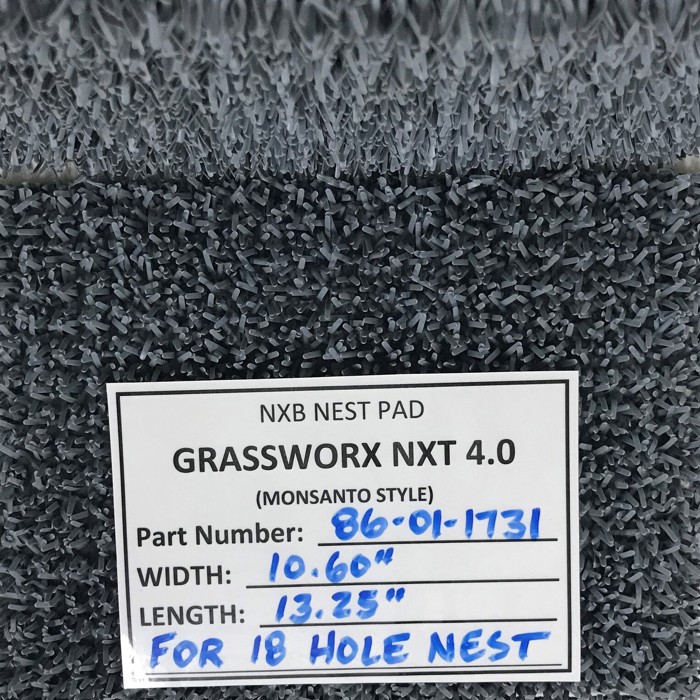 NXB NEST PAD
GRASSWORX NXT 4.0
(MONSANTO STYLE)
Part Number: 86-01-1731
WIDTH: 10.60"
LENGTH: 13.25"
FOR 18 HOLE NEST